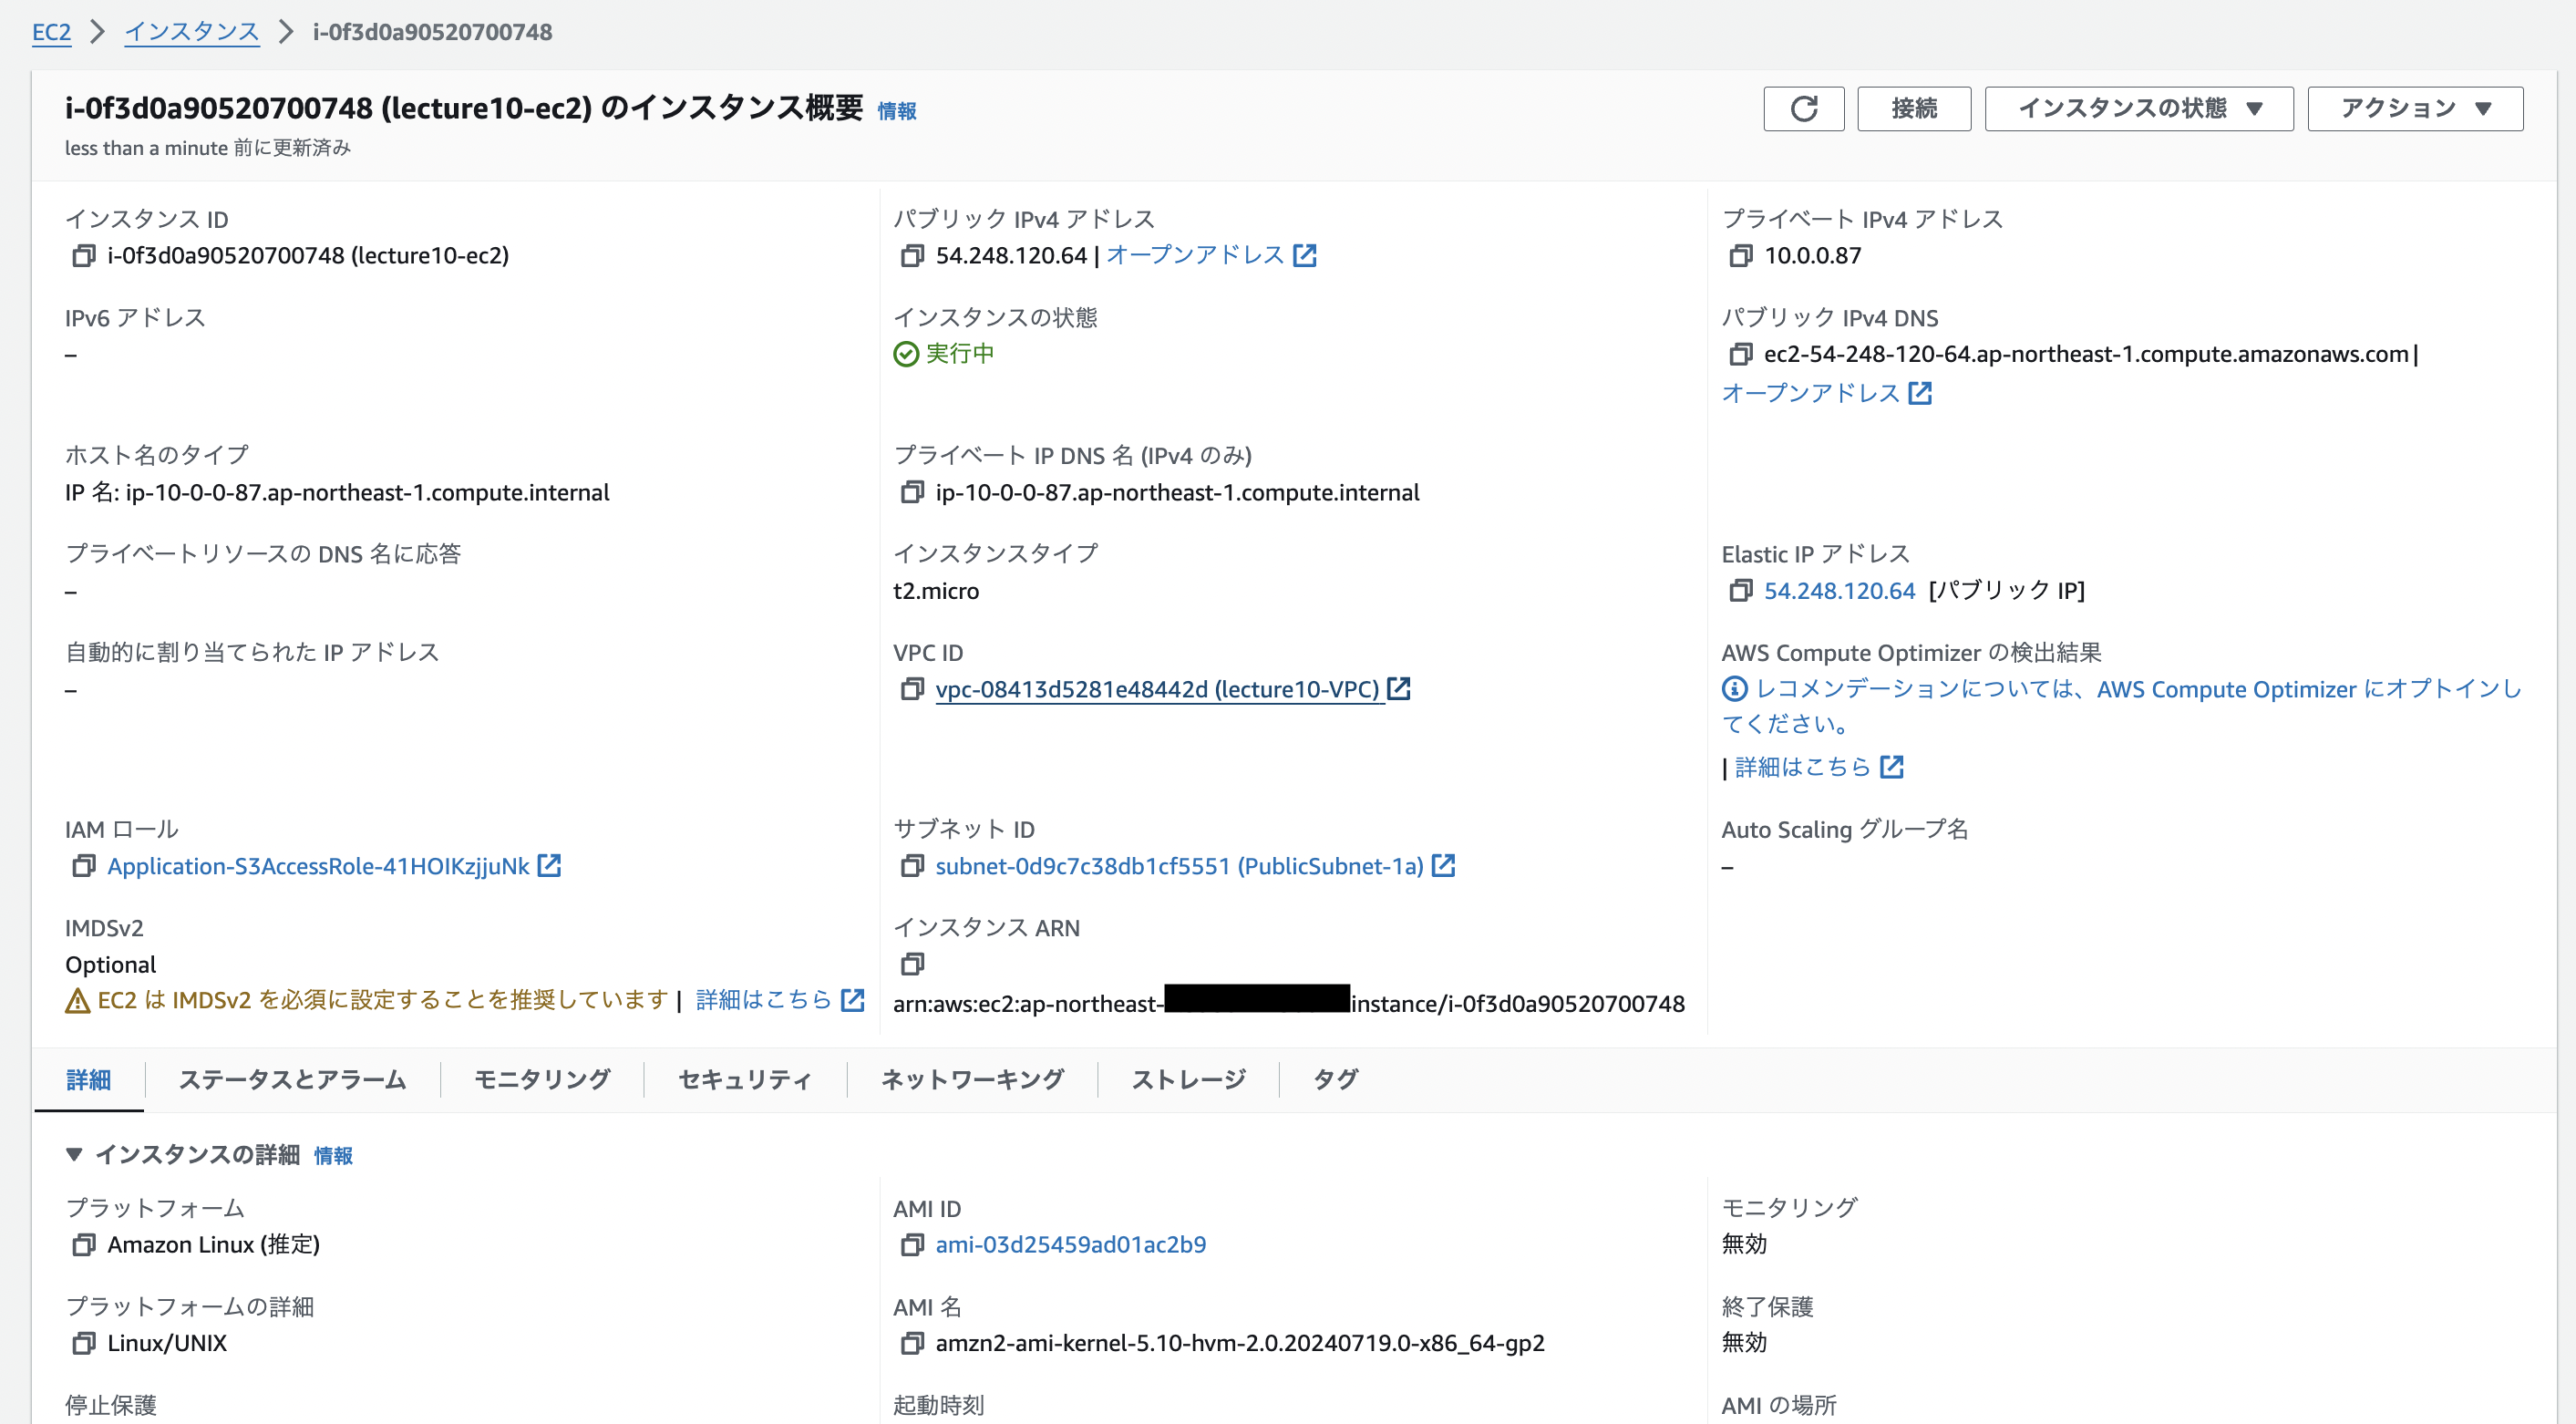 EC2 > インスタンス > i-0f3d0a90520700748
i-0f3d0a90520700748 (lecture10-ec2) のインスタンス概要 情報
less than a minute 前に更新済み
接続
インスタンスの状態 ▼
アクション ▼
インスタンス ID
i-0f3d0a90520700748 (lecture10-ec2)
パブリック IPv4 アドレス
54.248.120.64 | オープンアドレス
プライベート IPv4 アドレス
10.0.0.87
IPv6 アドレス
–
インスタンスの状態
実行中
パブリック IPv4 DNS
ec2-54-248-120-64.ap-northeast-1.compute.amazonaws.com |
オープンアドレス
ホスト名のタイプ
IP 名: ip-10-0-0-87.ap-northeast-1.compute.internal
プライベート IP DNS 名 (IPv4 のみ)
ip-10-0-0-87.ap-northeast-1.compute.internal
プライベートリソースの DNS 名に応答
–
インスタンスタイプ
t2.micro
Elastic IP アドレス
54.248.120.64 [パブリック IP]
自動的に割り当てられた IP アドレス
–
VPC ID
vpc-08413d5281e48442d (lecture10-VPC)
AWS Compute Optimizer の検出結果
レコメンデーションについては、AWS Compute Optimizer にオプトインし
てください。
| 詳細はこちら
IAM ロール
Application-S3AccessRole-41HOIKzjjuNk
サブネット ID
subnet-0d9c7c38db1cf5551 (PublicSubnet-1a)
Auto Scaling グループ名
–
IMDSv2
Optional
EC2 は IMDSv2 を必須に設定することを推奨しています | 詳細はこちら
インスタンス ARN
arn:aws:ec2:ap-northeast- instance/i-0f3d0a90520700748
詳細
ステータスとアラーム
モニタリング
セキュリティ
ネットワーキング
ストレージ
タグ
▼ インスタンスの詳細 情報
プラットフォーム
Amazon Linux (推定)
AMI ID
ami-03d25459ad01ac2b9
モニタリング
無効
プラットフォームの詳細
Linux/UNIX
AMI 名
amzn2-ami-kernel-5.10-hvm-2.0.20240719.0-x86_64-gp2
終了保護
無効
停止保護
起動時刻
AMI の場所